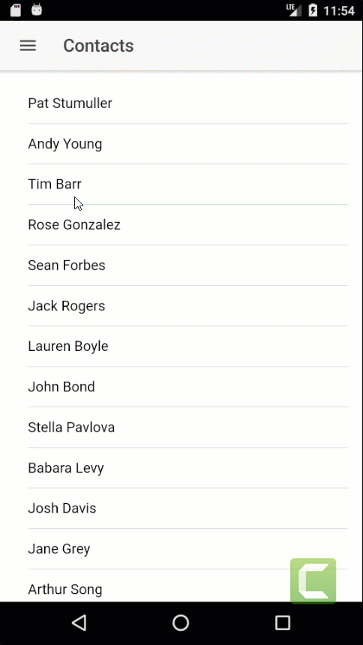 LTE 11:54
Contacts
Pat Stumuller
Andy Young
Tim Barr
Rose Gonzalez
Sean Forbes
Jack Rogers
Lauren Boyle
John Bond
Stella Pavlova
Babara Levy
Josh Davis
Jane Grey
Arthur Song